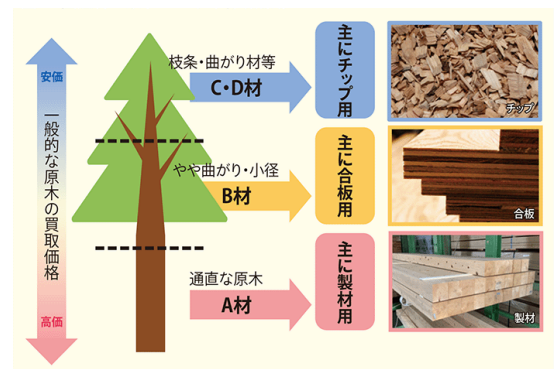 安価
一般的な原木の買取価格
高価
枝条・曲がり材等
C・D材
主にチップ用
チップ
やや曲がり・小径
B材
主に合板用
合板
通直な原木
A材
主に製材用
製材